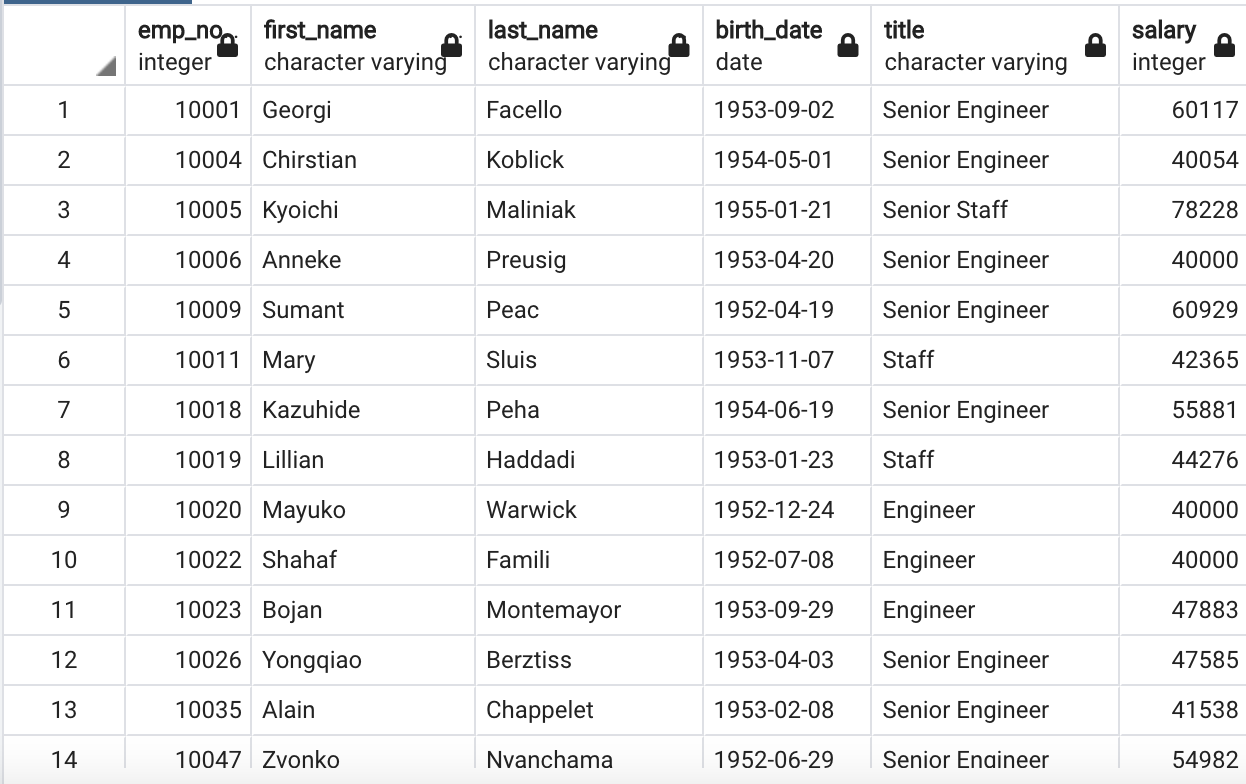 emp_no first_name last_name birth_date title salary
integer character varying character varying date character varying integer
1 10001 Georgi Facello 1953-09-02 Senior Engineer 60117
2 10004 Chirstian Koblick 1954-05-01 Senior Engineer 40054
3 10005 Kyoichi Maliniak 1955-01-21 Senior Staff 78228
4 10006 Anneke Preusig 1953-04-20 Senior Engineer 40000
5 10009 Sumant Peac 1952-04-19 Senior Engineer 60929
6 10011 Mary Sluis 1953-11-07 Staff 42365
7 10018 Kazuhide Peha 1954-06-19 Senior Engineer 55881
8 10019 Lillian Haddadi 1953-01-23 Staff 44276
9 10020 Mayuko Warwick 1952-12-24 Engineer 40000
10 10022 Shahaf Famili 1952-07-08 Engineer 40000
11 10023 Bojan Montemayor 1953-09-29 Engineer 47883
12 10026 Yongqiao Berztiss 1953-04-03 Senior Engineer 47585
13 10035 Alain Chappelet 1953-02-08 Senior Engineer 41538
14 10047 Zvonko Nyanchama 1952-06-29 Senior Engineer 54982